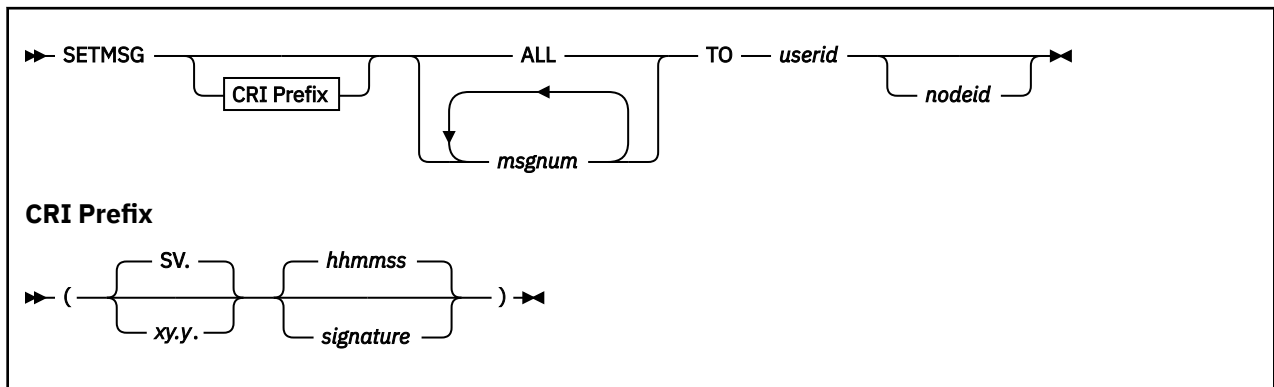 SETMSG CRI Prefix ALL msgnum TO userid nodeid
CRI Prefix
( SV. xy.y. hhmmss signature )